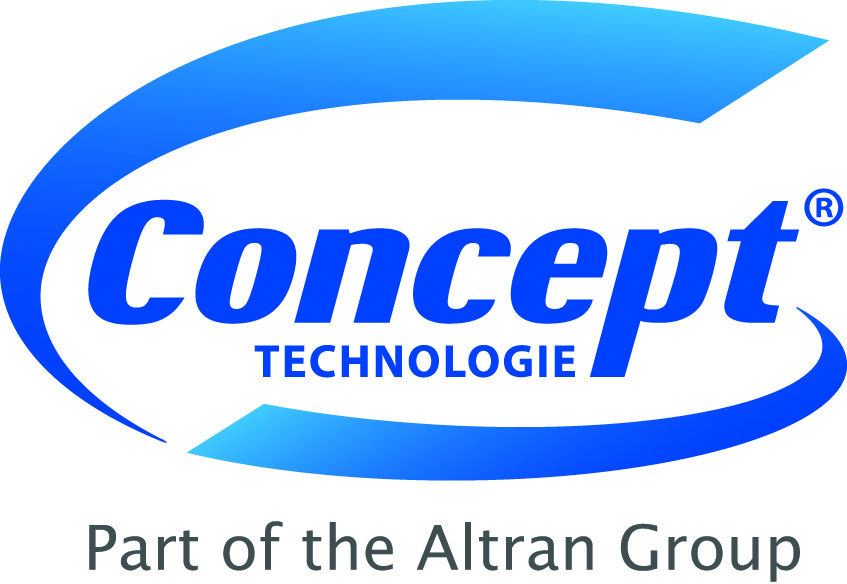 Concept®
TECHNOLOGIE
Part of the Altran Group